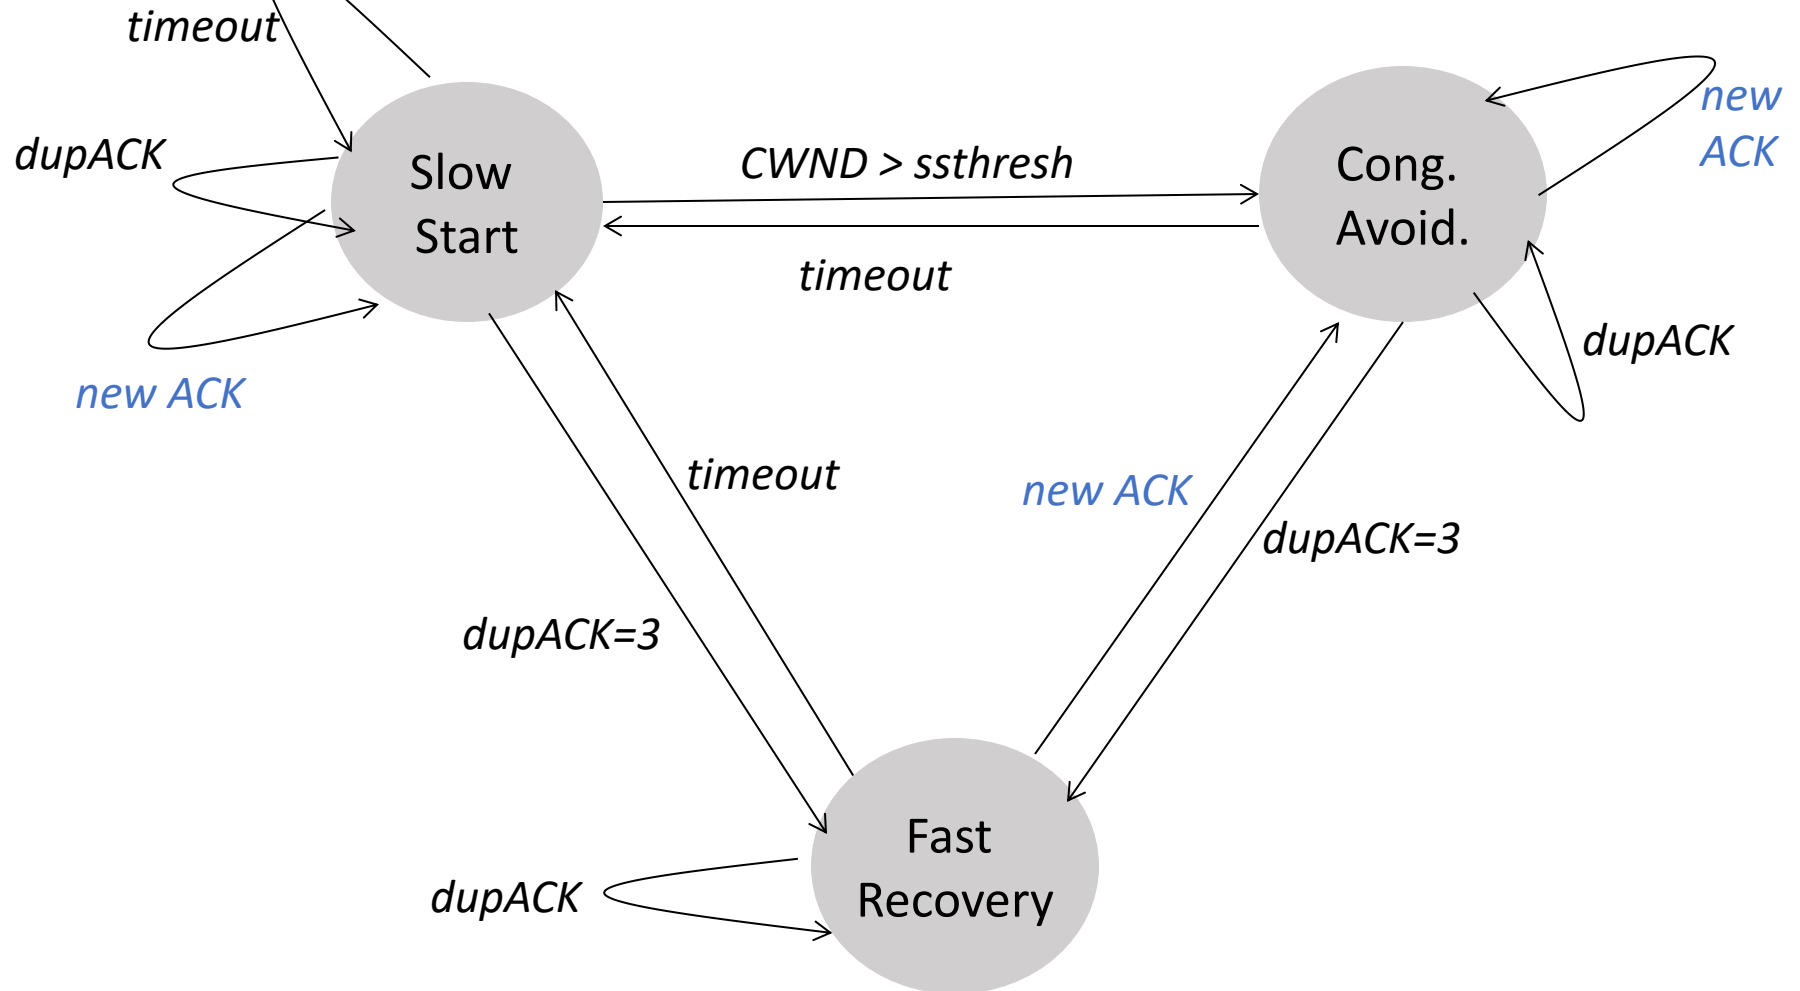 timeout
dupACK
Slow
Start
new ACK
CWND > ssthresh
timeout
Cong.
Avoid.
new
ACK
dupACK
timeout
new ACK
dupACK=3
dupACK=3
Fast
Recovery
dupACK